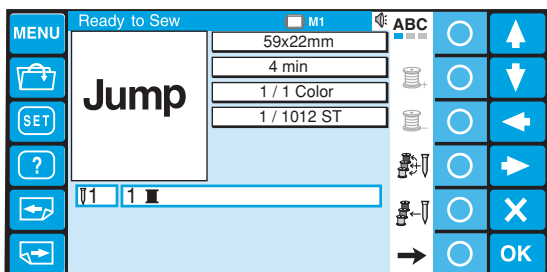 MENU
Ready to Sew
M1
ABC
59x22mm
4 min
Jump
1 / 1 Color
SET
1 / 1012 ST
?
1
1
OK